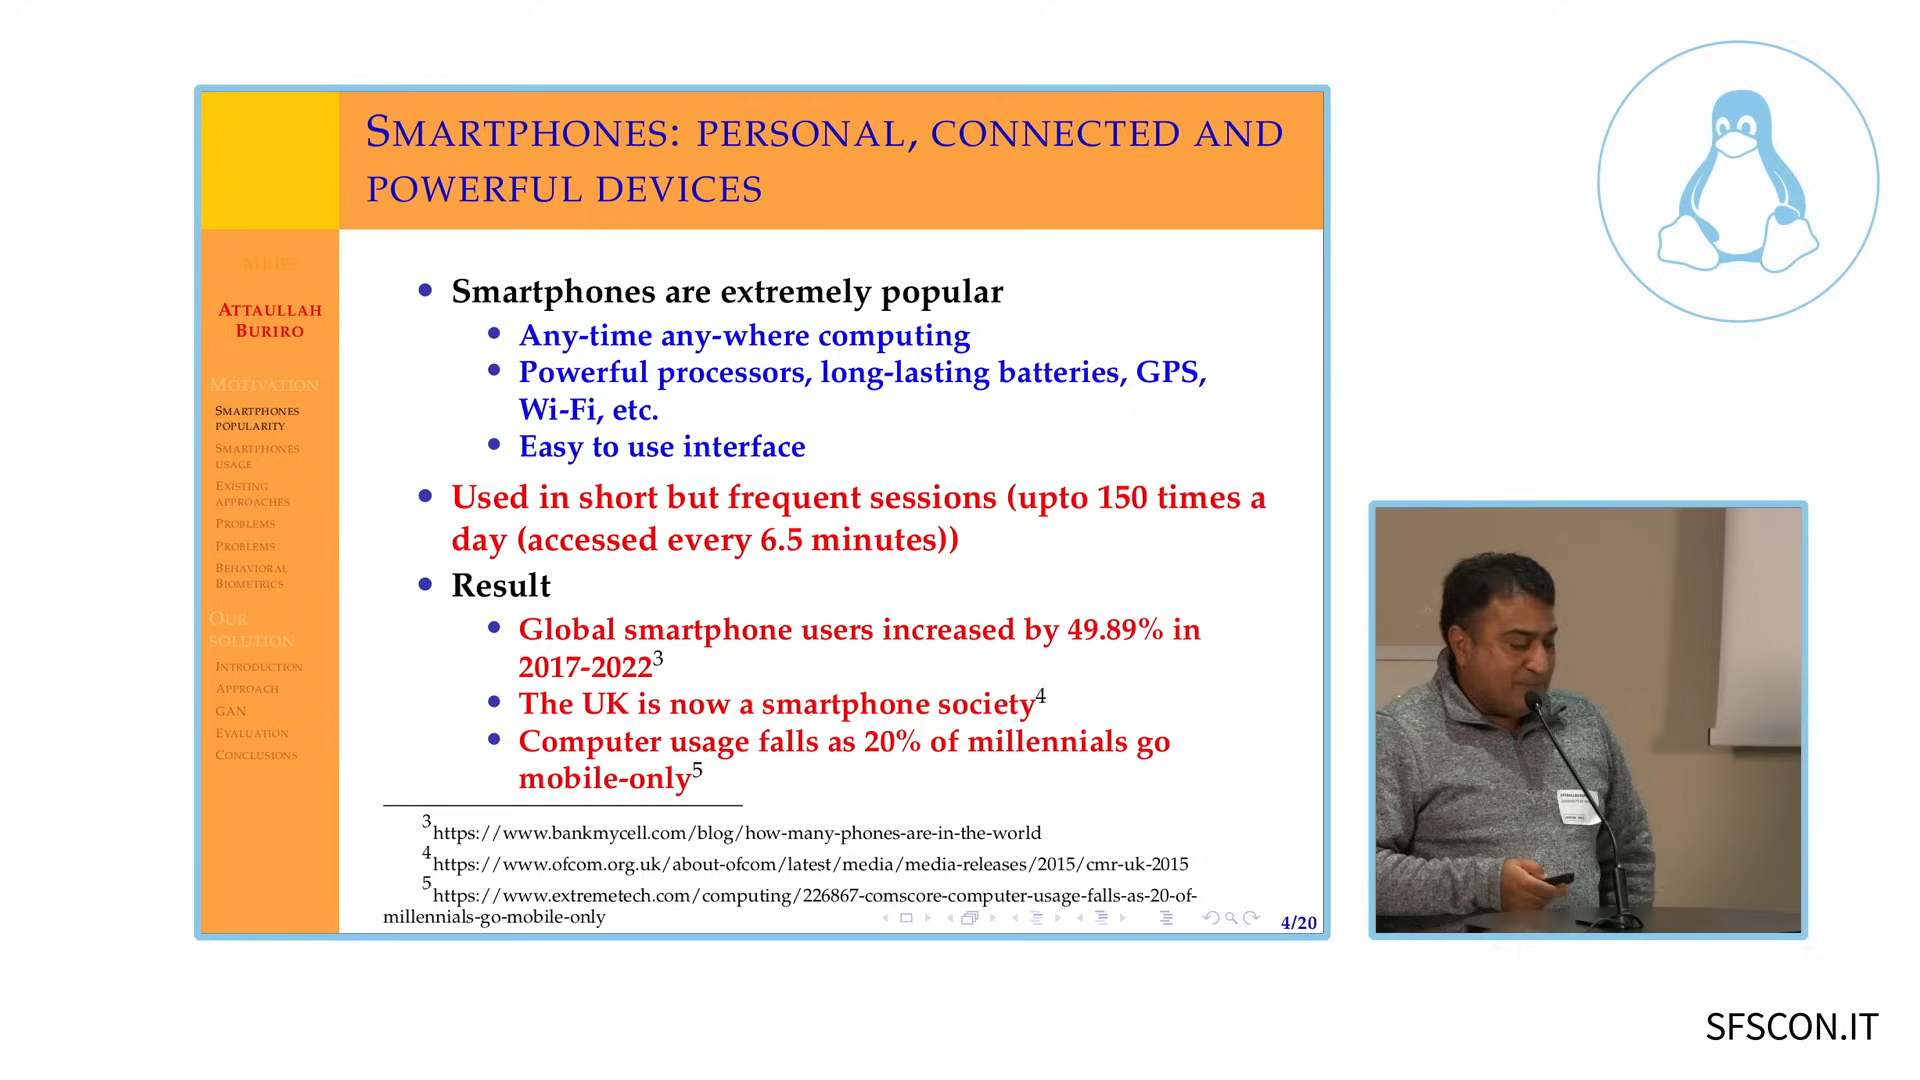 SMARTPHONES: PERSONAL, CONNECTED AND
POWERFUL DEVICES
MRBS
ATTAULLAH
BURIRO
MOTIVATION
SMARTPHONES
POPULARITY
SMARTPHONES
USAGE
EXISTING
APPROACHES
PROBLEMS
PROBLEMS
BEHAVIORAL
BIOMETRICS
OUR
SOLUTION
INTRODUCTION
APPROACH
GAN
EVALUATION
CONCLUSIONS
• Smartphones are extremely popular
• Any-time any-where computing
• Powerful processors, long-lasting batteries, GPS,
Wi-Fi, etc.
• Easy to use interface
• Used in short but frequent sessions (upto 150 times a
day (accessed every 6.5 minutes))
• Result
• Global smartphone users increased by 49.89% in
2017-2022³
• The UK is now a smartphone society⁴
• Computer usage falls as 20% of millennials go
mobile-only⁵
³https://www.bankmycell.com/blog/how-many-phones-are-in-the-world
⁴https://www.ofcom.org.uk/about-ofcom/latest/media/media-releases/2015/cmr-uk-2015
⁵https://www.extremetech.com/computing/226867-comscore-computer-usage-falls-as-20-of-
millennials-go-mobile-only
4/20
SFSCON.IT